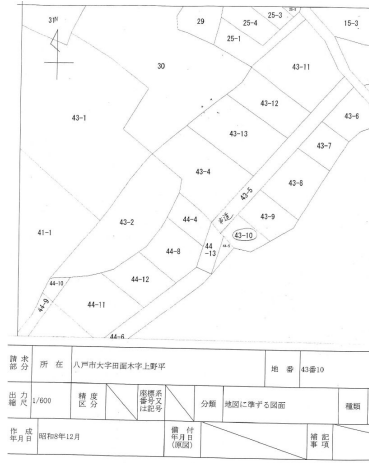 31
29
25-4
25-3
15-3
25-1
30
43-11
43-12
43-6
43-1
43-13
43-7
43-4
43-8
43-5
44-4
43-9
43-2
41-1
44-8
44-13
43-10
44-10
44-12
44-9
44-11
44-6
請求部分
所在
八戸市大字田面木字上野平
地番
43番10
出力縮尺
1/600
精度区分
座標系番号又は記号
分類
地図に準ずる図面
種類
作成年月日
昭和8年12月
備付年月日(原図)
補記事項